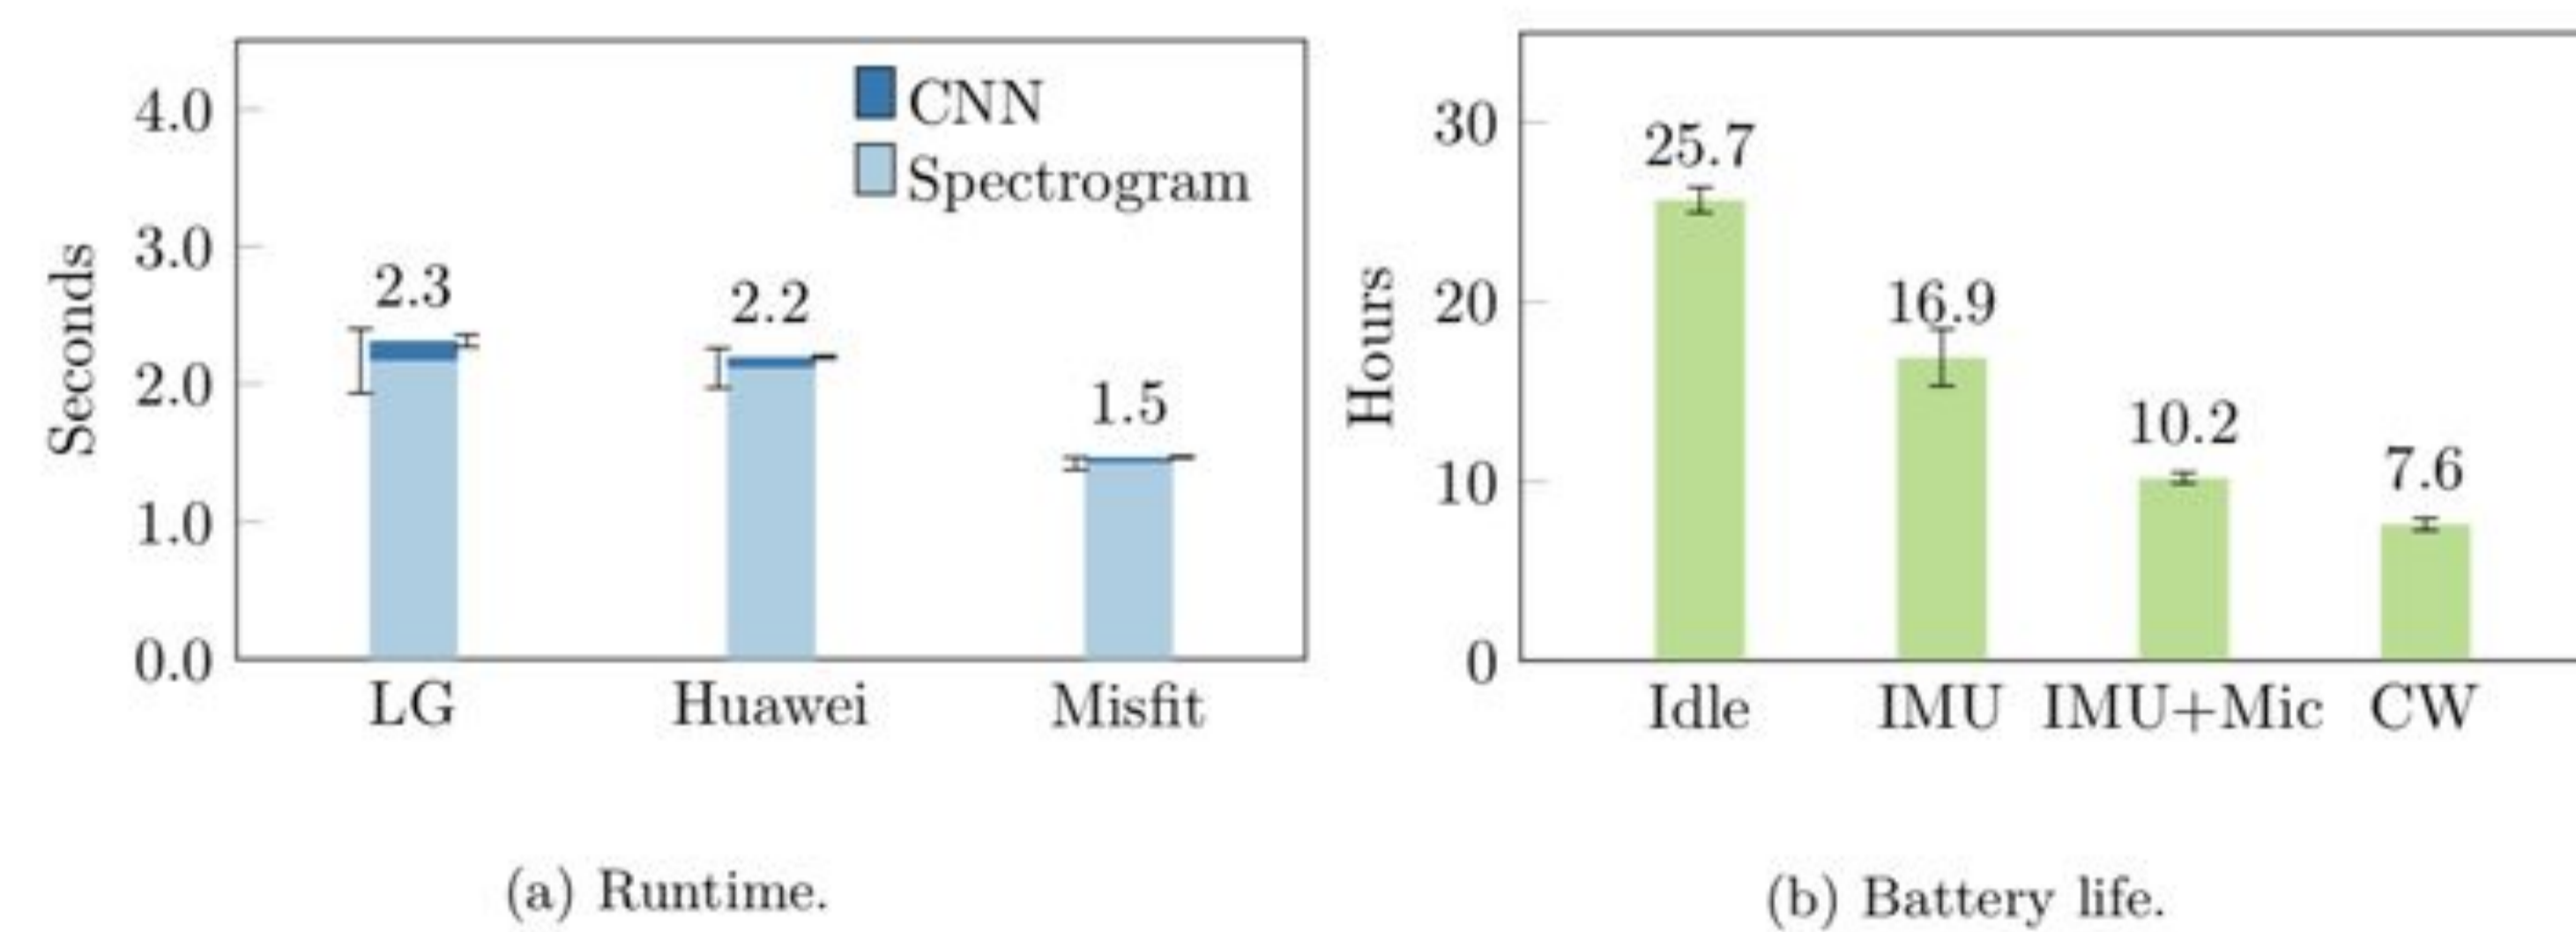 CNN
Spectrogram
Seconds
4.0
3.0
2.0
1.0
0.0
2.3
2.2
1.5
LG
Huawei
Misfit
(a) Runtime.
Hours
30
20
10
0
25.7
16.9
10.2
7.6
Idle
IMU
IMU+Mic
CW
(b) Battery life.